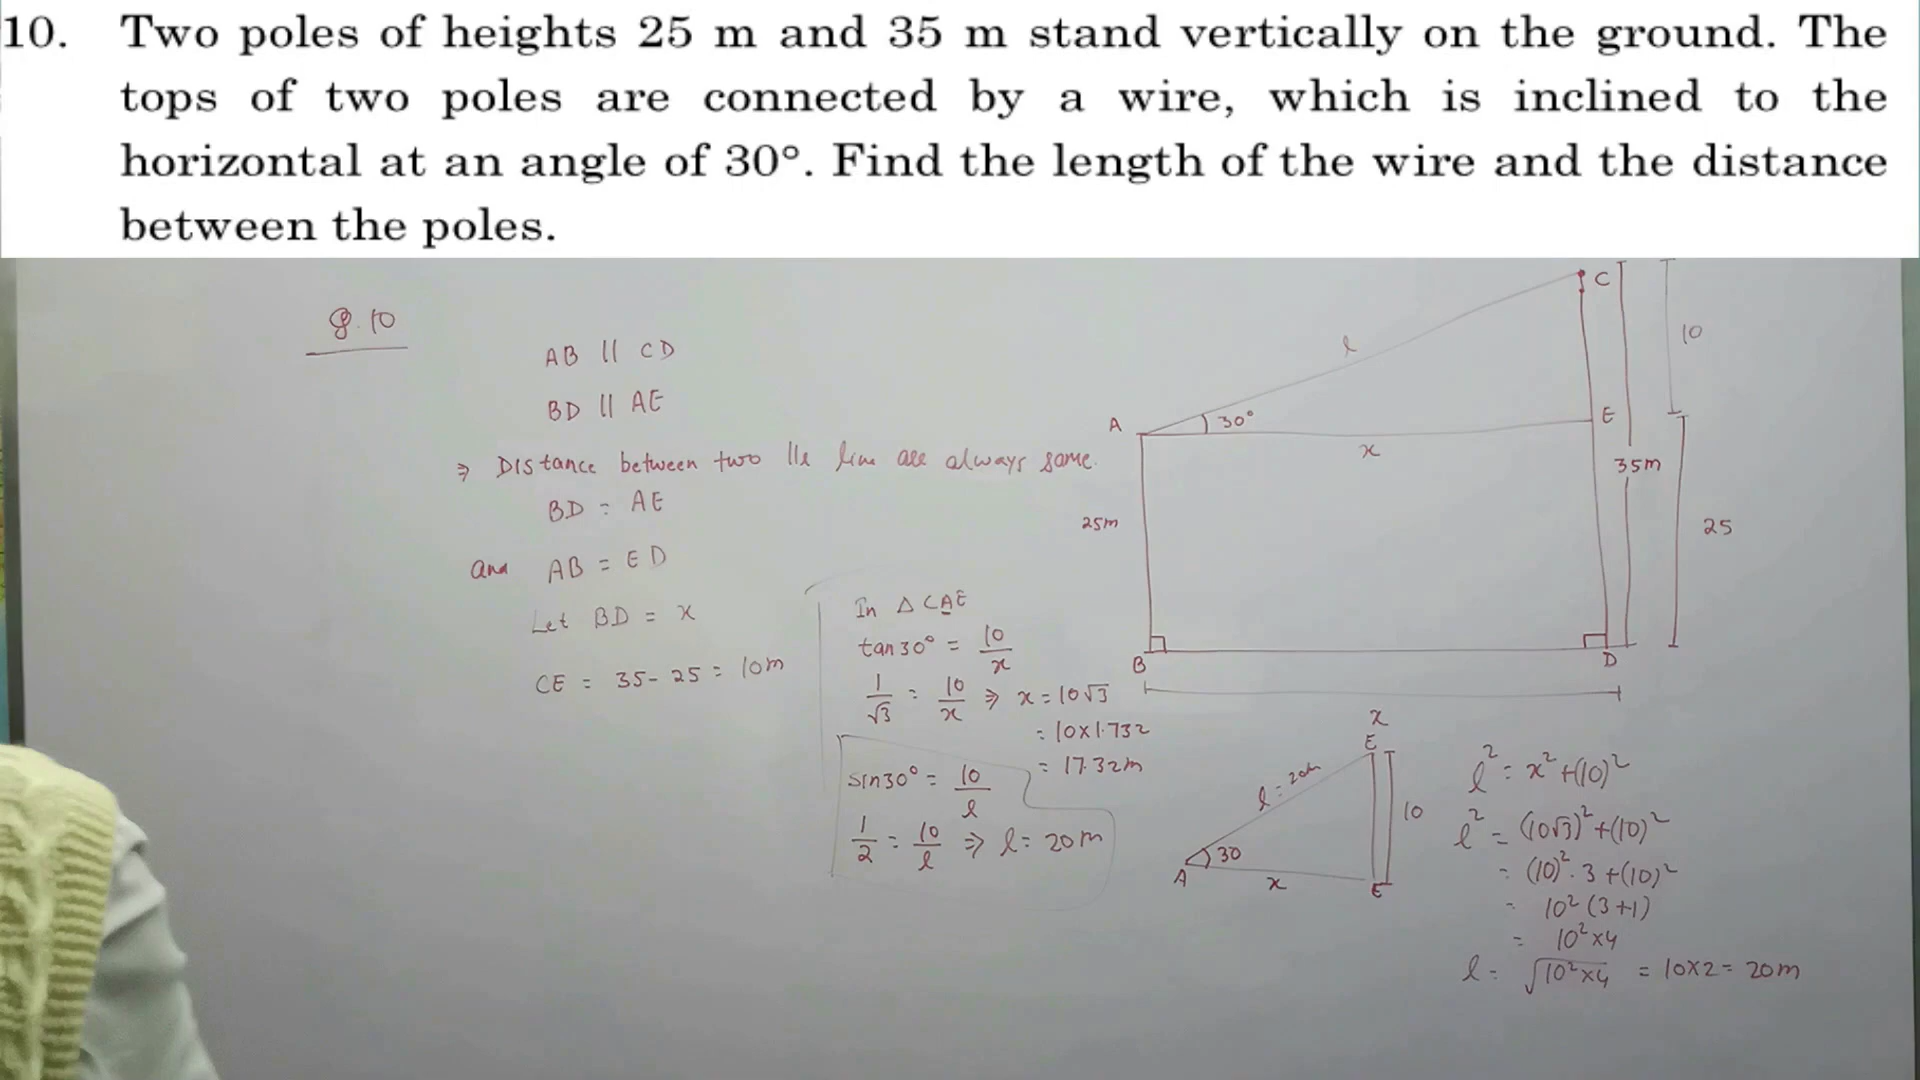 10. Two poles of heights 25 m and 35 m stand vertically on the ground. The
tops of two poles are connected by a wire, which is inclined to the
horizontal at an angle of 30°. Find the length of the wire and the distance
between the poles.
Q.10
AB || CD
BD || AE
⇒ Distance between two lle line are always same.
BD = AE
and AB = ED
Let BD = x
CE = 35 - 25 = 10m
In △ CAE
tan 30° = 10/x
1/√3 = 10/x ⇒ x = 10√3
= 10×1.732
= 17.32m
sin 30° = 10/l
1/2 = 10/l ⇒ l = 20m
C
l
10
A
30°
E
x
35m
25m
25
B
D
x
E
l = 20m
10
30
A
x
E
l² = x² + (10)²
l² = (10√3)² + (10)²
= (10)² . 3 + (10)²
= 10² (3+1)
= 10² × 4
l = √10²×4 = 10×2 = 20m